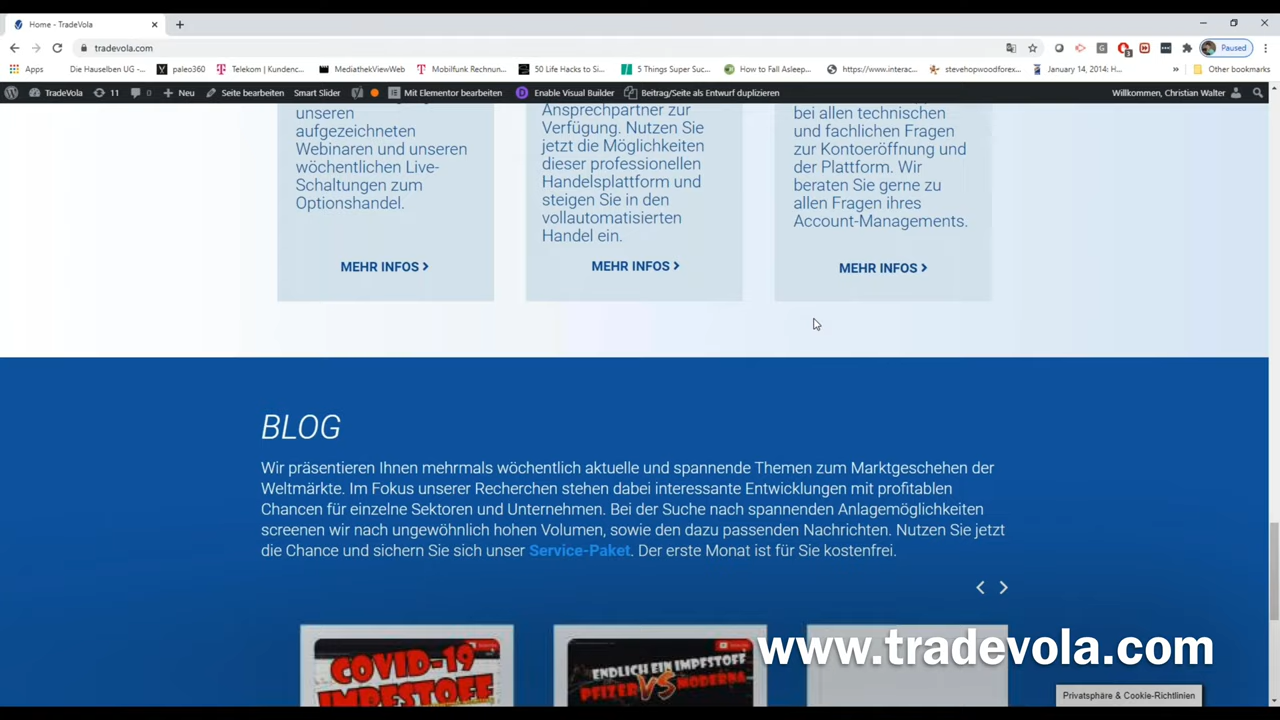 Home - TradeVola
tradevola.com
Paused
Apps
Die Hauselben UG -...
paleo360
Telekom | Kundenc...
MediathekViewWeb
Mobilfunk Rechnun...
50 Life Hacks to Si...
5 Things Super Suc...
How to Fall Asleep...
https://www.interac...
stevehopwoodforex...
January 14, 2014: H...
»
Other bookmarks
TradeVola
11
0
Neu
Seite bearbeiten
Smart Slider
Mit Elementor bearbeiten
Enable Visual Builder
Beitrag/Seite als Entwurf duplizieren
Willkommen, Christian Walter
unseren
aufgezeichneten
Webinaren und unseren
wöchentlichen Live-
Schaltungen zum
Optionshandel.
MEHR INFOS
Ansprechpartner zur
Verfügung. Nutzen Sie
jetzt die Möglichkeiten
dieser professionellen
Handelsplattform und
steigen Sie in den
vollautomatisierten
Handel ein.
MEHR INFOS
bei allen technischen
und fachlichen Fragen
zur Kontoeröffnung und
der Plattform. Wir
beraten Sie gerne zu
allen Fragen ihres
Account-Managements.
MEHR INFOS
BLOG
Wir präsentieren Ihnen mehrmals wöchentlich aktuelle und spannende Themen zum Marktgeschehen der
Weltmärkte. Im Fokus unserer Recherchen stehen dabei interessante Entwicklungen mit profitablen
Chancen für einzelne Sektoren und Unternehmen. Bei der Suche nach spannenden Anlagemöglichkeiten
screenen wir nach ungewöhnlich hohen Volumen, sowie den dazu passenden Nachrichten. Nutzen Sie jetzt
die Chance und sichern Sie sich unser Service-Paket. Der erste Monat ist für Sie kostenfrei.
COVID-19
IMPFSTOFF
ENDLICH EIN IMPFSTOFF
PFIZER VS MODERNA
www.tradevola.com
Privatsphäre & Cookie-Richtlinien